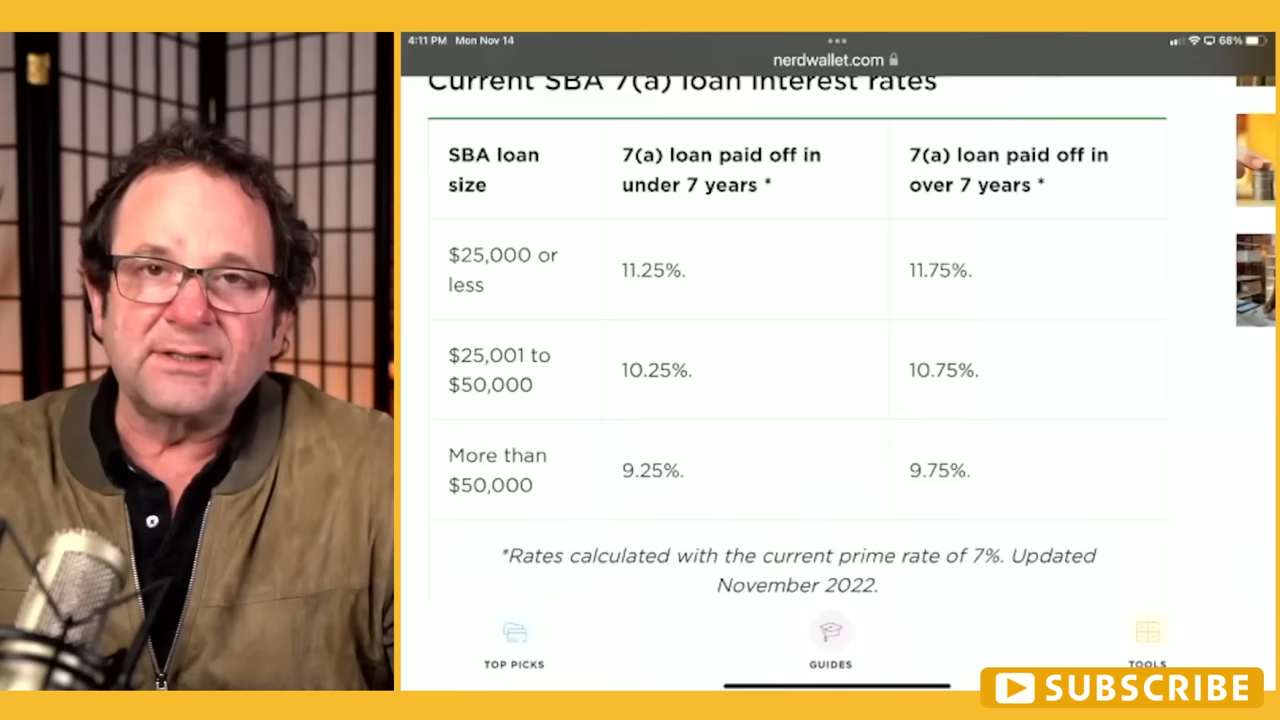 4:11 PM Mon Nov 14
68%
nerdwallet.com
Current SBA 7(a) loan interest rates
SBA loan
size
7(a) loan paid off in
under 7 years *
7(a) loan paid off in
over 7 years *
$25,000 or
less
11.25%.
11.75%.
$25,001 to
$50,000
10.25%.
10.75%.
More than
$50,000
9.25%.
9.75%.
*Rates calculated with the current prime rate of 7%. Updated
November 2022.
TOP PICKS
GUIDES
TOOLS
SUBSCRIBE